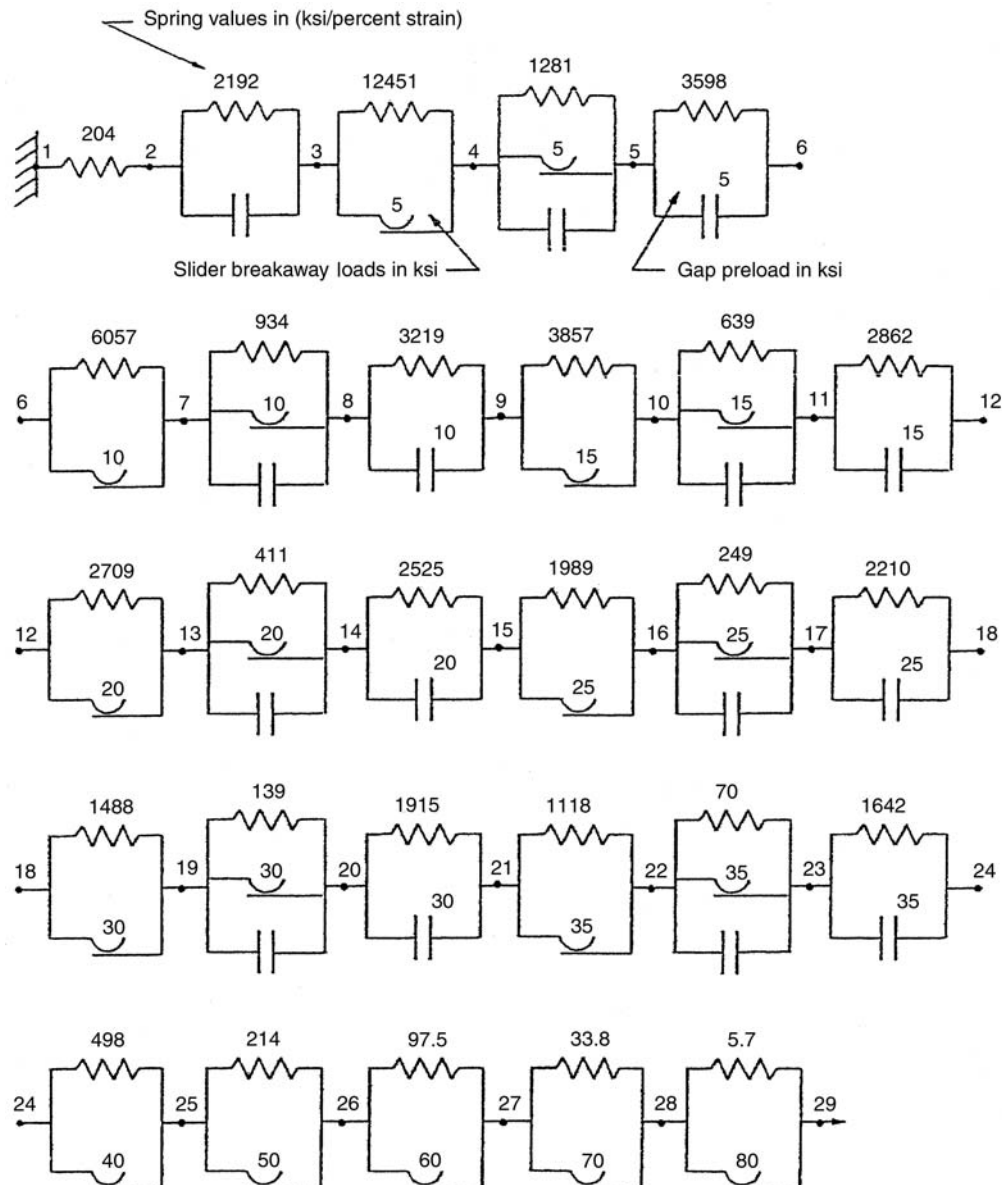 Spring values in (ksi/percent strain)
2192 12451 1281 3598
204
1 2 3 4 5 6
5 5 5
Slider breakaway loads in ksi Gap preload in ksi
6057 934 3219 3857 639 2862
6 7 8 9 10 11 12
10 10 10 15 15 15
2709 411 2525 1989 249 2210
12 13 14 15 16 17 18
20 20 20 25 25 25
1488 139 1915 1118 70 1642
18 19 20 21 22 23 24
30 30 30 35 35 35
498 214 97.5 33.8 5.7
24 25 26 27 28 29
40 50 60 70 80